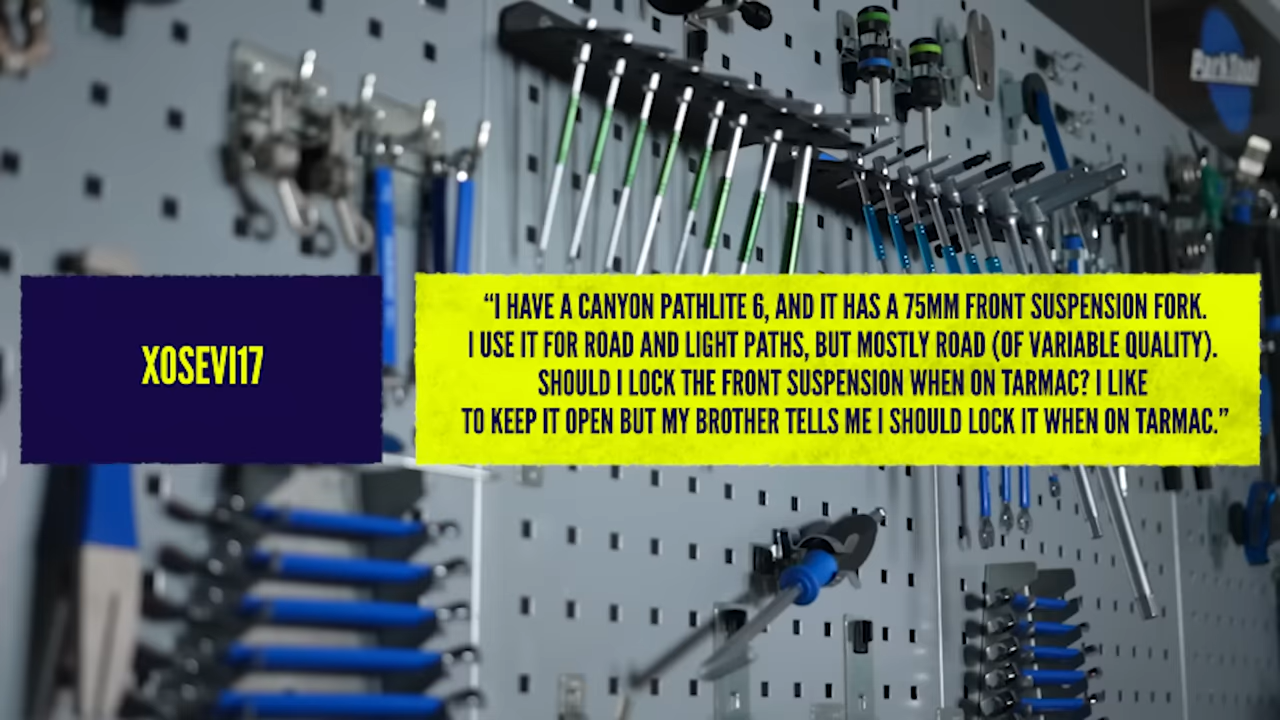 ParkTool
XOSEVI17
“I HAVE A CANYON PATHLITE 6, AND IT HAS A 75MM FRONT SUSPENSION FORK.
I USE IT FOR ROAD AND LIGHT PATHS, BUT MOSTLY ROAD (OF VARIABLE QUALITY).
SHOULD I LOCK THE FRONT SUSPENSION WHEN ON TARMAC? I LIKE
TO KEEP IT OPEN BUT MY BROTHER TELLS ME I SHOULD LOCK IT WHEN ON TARMAC.”